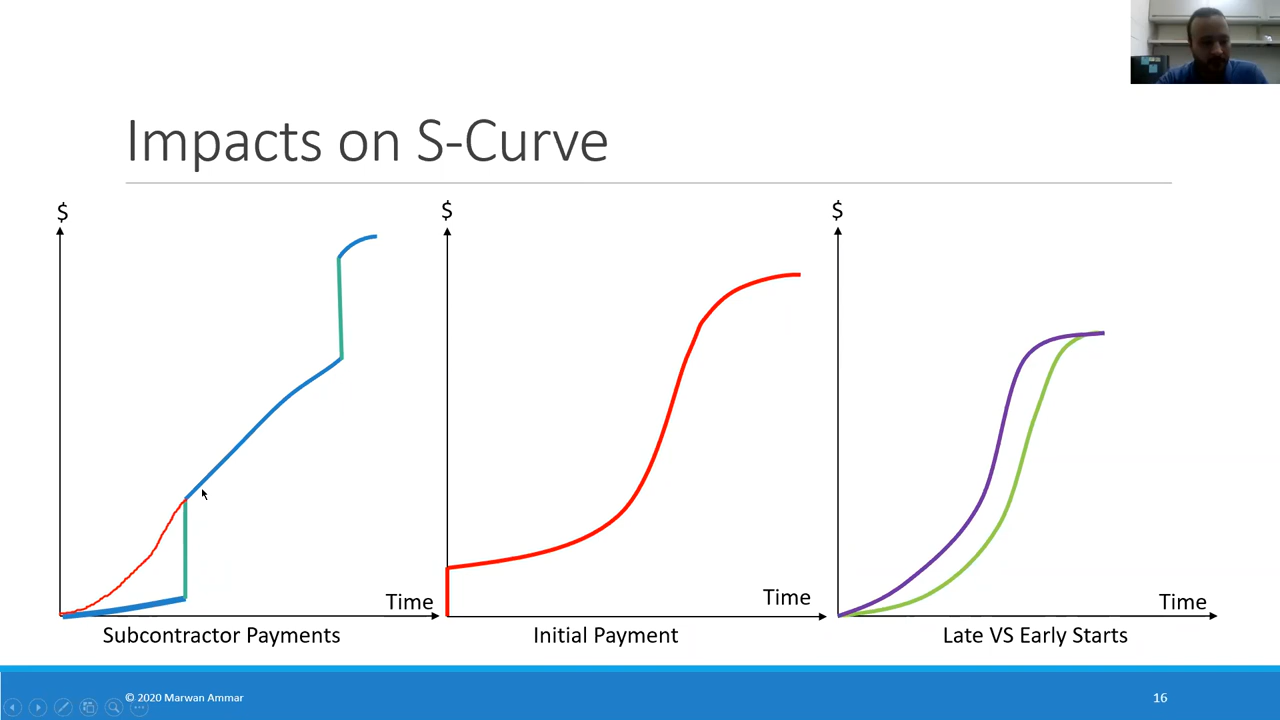 Impacts on S-Curve
$
$
$
Time
Time
Time
Subcontractor Payments
Initial Payment
Late VS Early Starts
© 2020 Marwan Ammar
16